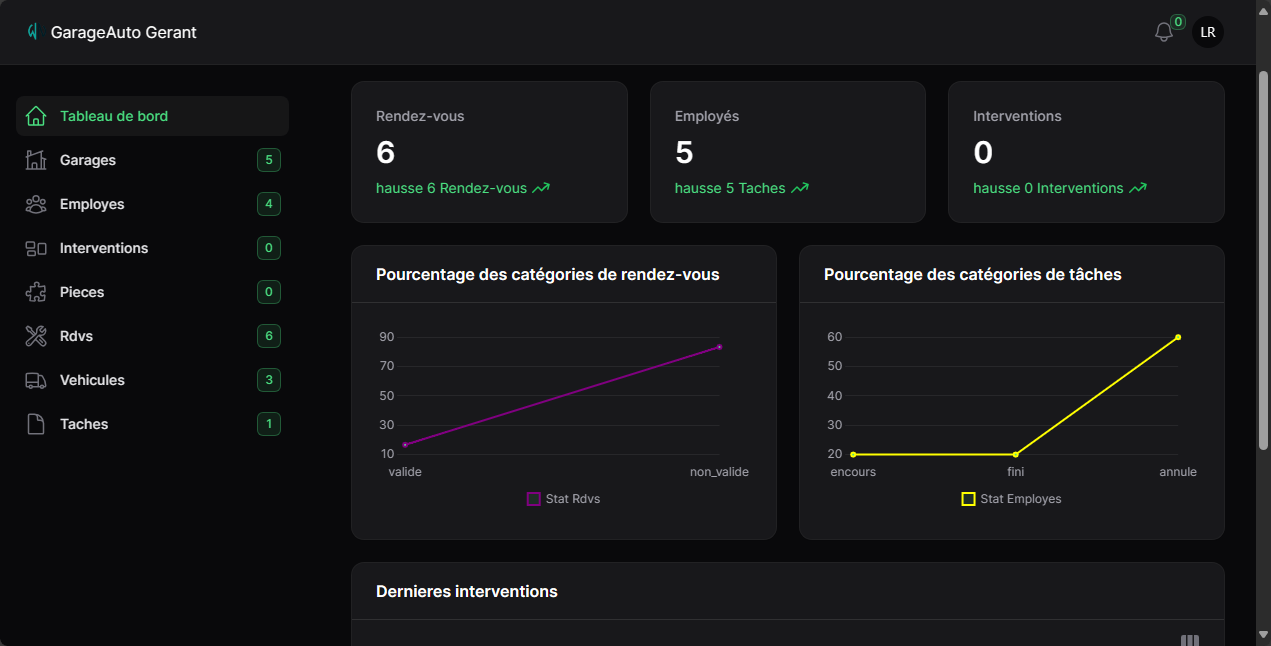 GarageAuto Gerant
0
LR
Tableau de bord
Garages 5
Employes 4
Interventions 0
Pieces 0
Rdvs 6
Vehicules 3
Taches 1
Rendez-vous
6
hausse 6 Rendez-vous
Employés
5
hausse 5 Taches
Interventions
0
hausse 0 Interventions
Pourcentage des catégories de rendez-vous
90
70
50
30
10
valide non_valide
Stat Rdvs
Pourcentage des catégories de tâches
60
50
40
30
20
encours fini annule
Stat Employes
Dernieres interventions